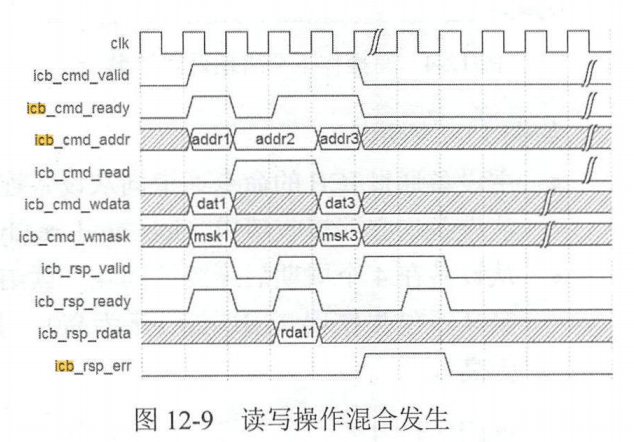 clk
icb_cmd_valid
icb_cmd_ready
icb_cmd_addr addr1 addr2 addr3
icb_cmd_read
icb_cmd_wdata dat1 dat3
icb_cmd_wmask msk1 msk3
icb_rsp_valid
icb_rsp_ready
icb_rsp_rdata rdat1
icb_rsp_err
图 12-9 读写操作混合发生